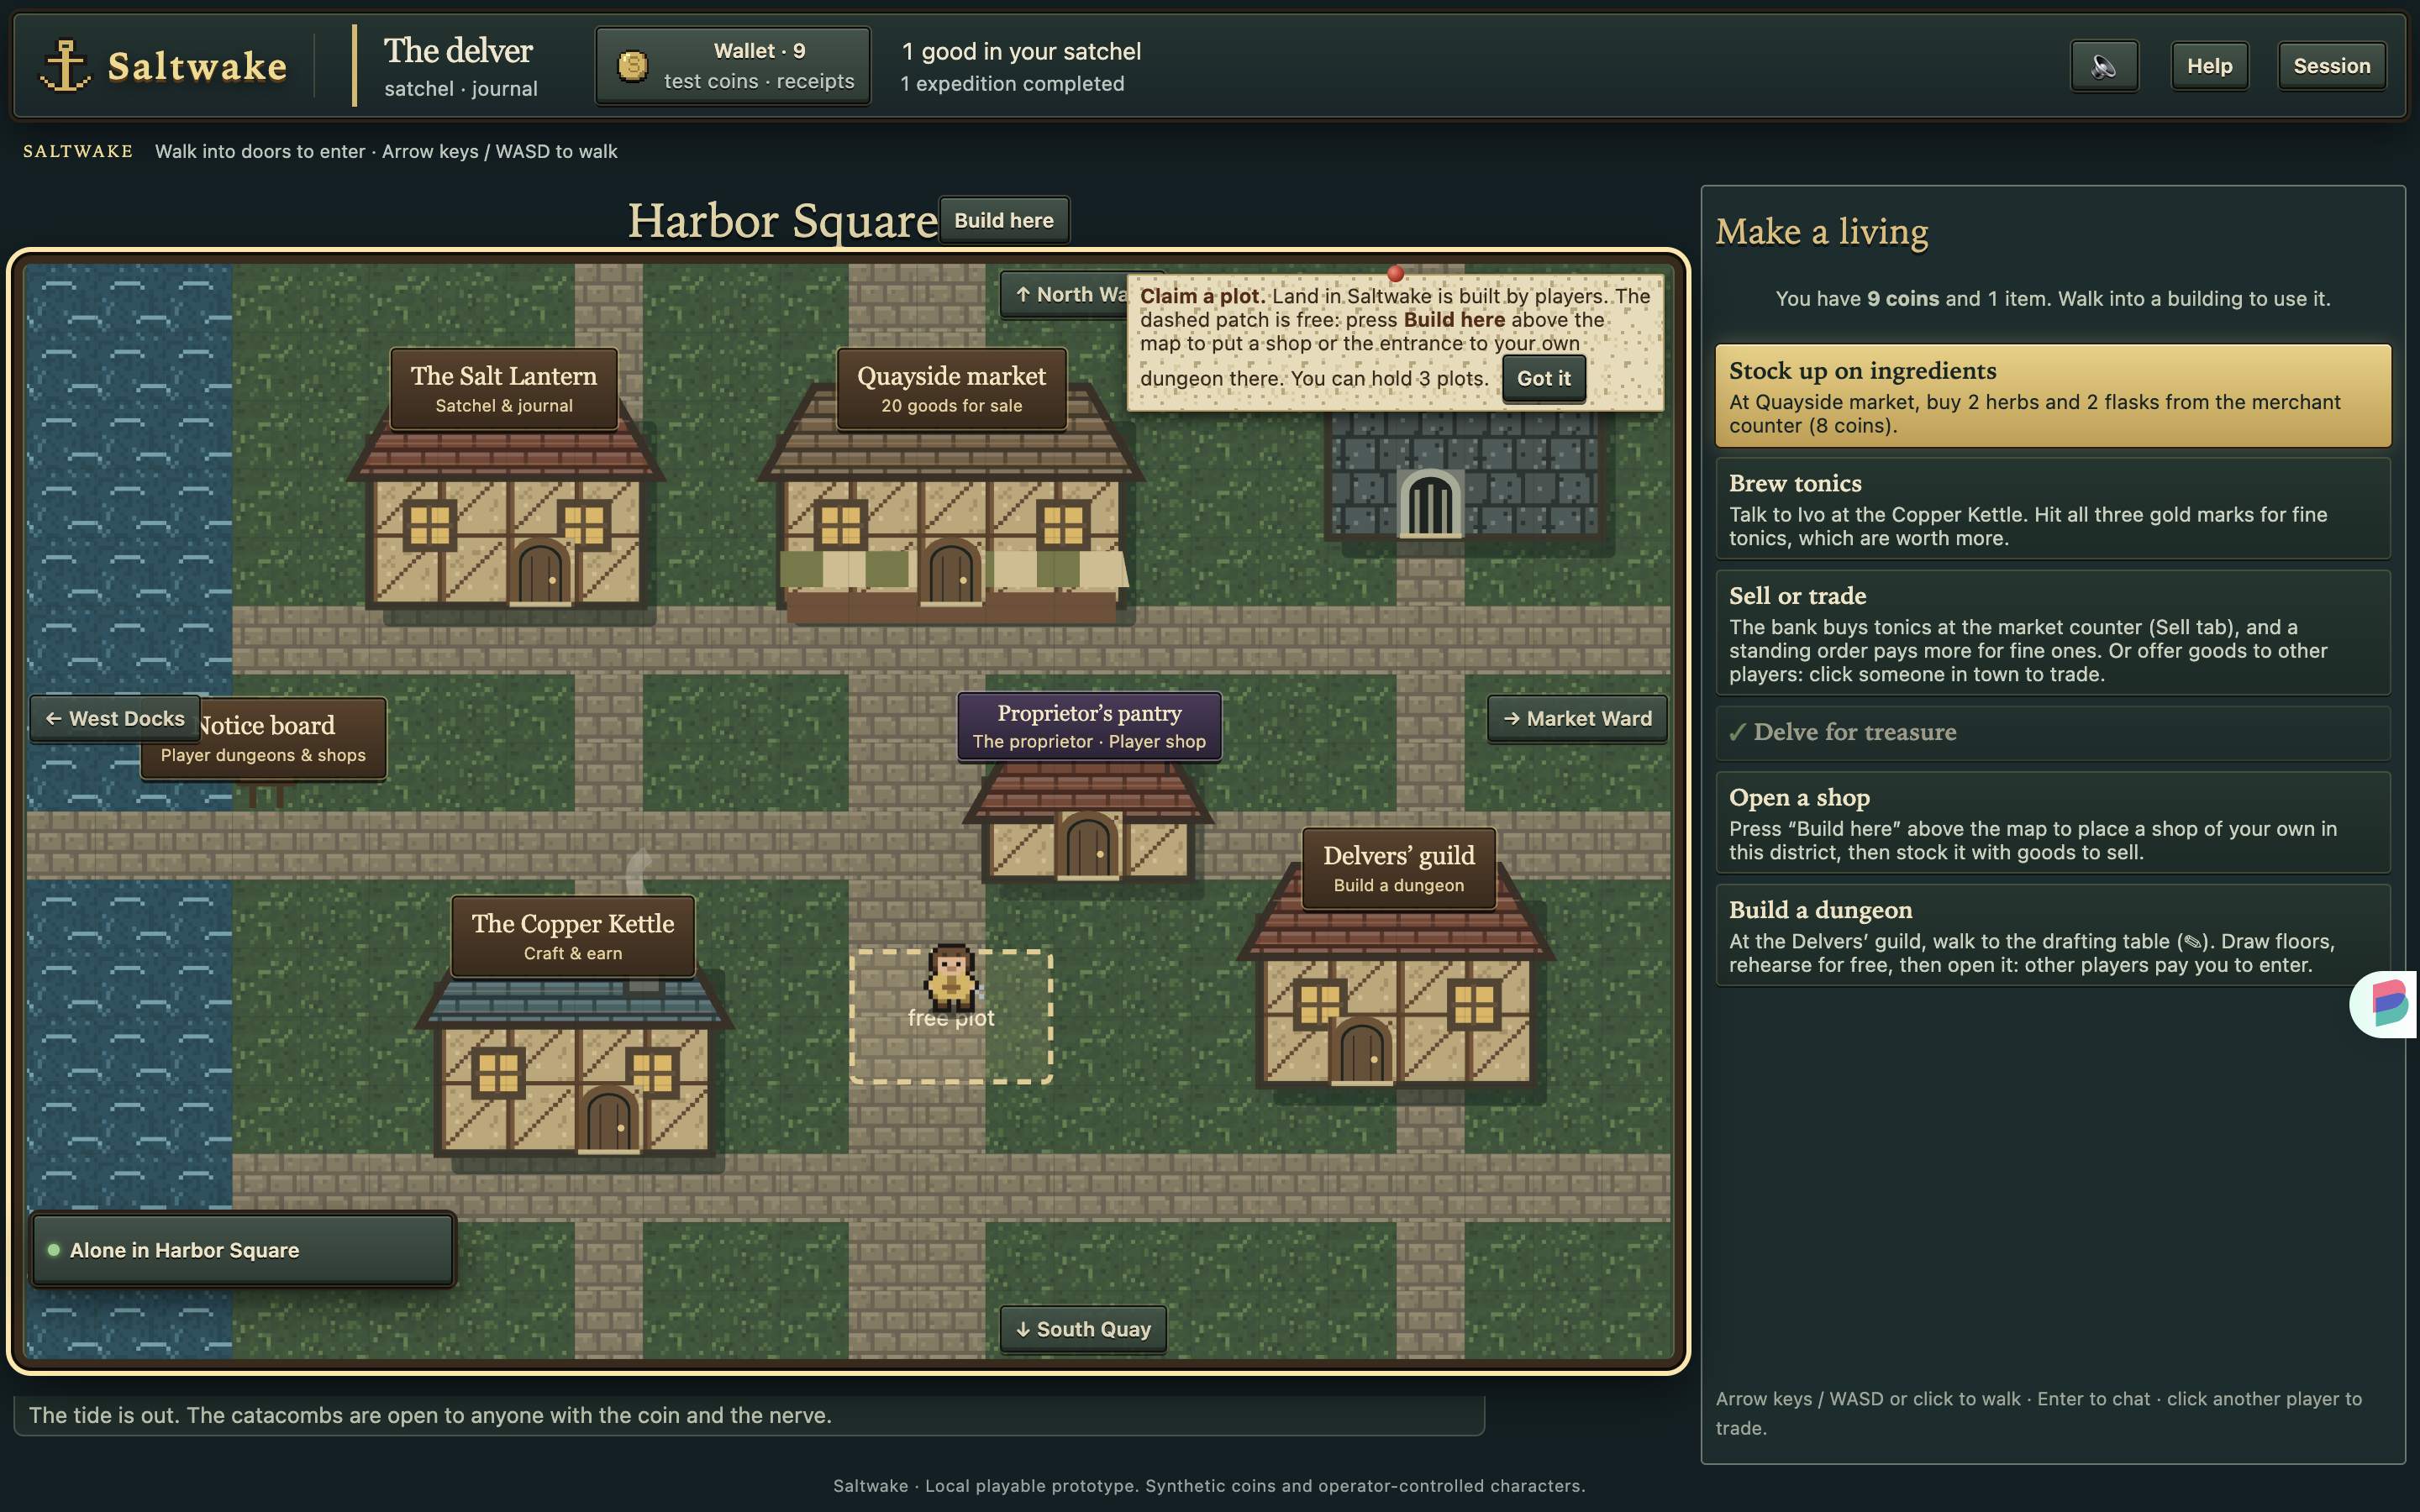 Saltwake
The delver
satchel · journal
Wallet · 9
test coins · receipts
1 good in your satchel
1 expedition completed
Help
Session
SALTWAKE Walk into doors to enter · Arrow keys / WASD to walk
Harbor Square
Build here
↑ North Wa
Claim a plot. Land in Saltwake is built by players. The
dashed patch is free: press Build here above the
map to put a shop or the entrance to your own
dungeon there. You can hold 3 plots.
Got it
The Salt Lantern
Satchel & journal
Quayside market
20 goods for sale
← West Docks
Notice board
Player dungeons & shops
Proprietor’s pantry
The proprietor · Player shop
→ Market Ward
Delvers’ guild
Build a dungeon
The Copper Kettle
Craft & earn
free plot
Alone in Harbor Square
↓ South Quay
The tide is out. The catacombs are open to anyone with the coin and the nerve.
Make a living
You have 9 coins and 1 item. Walk into a building to use it.
Stock up on ingredients
At Quayside market, buy 2 herbs and 2 flasks from the merchant
counter (8 coins).
Brew tonics
Talk to Ivo at the Copper Kettle. Hit all three gold marks for fine
tonics, which are worth more.
Sell or trade
The bank buys tonics at the market counter (Sell tab), and a
standing order pays more for fine ones. Or offer goods to other
players: click someone in town to trade.
✓ Delve for treasure
Open a shop
Press “Build here” above the map to place a shop of your own in
this district, then stock it with goods to sell.
Build a dungeon
At the Delvers’ guild, walk to the drafting table (✎). Draw floors,
rehearse for free, then open it: other players pay you to enter.
Arrow keys / WASD or click to walk · Enter to chat · click another player to
trade.
Saltwake · Local playable prototype. Synthetic coins and operator-controlled characters.